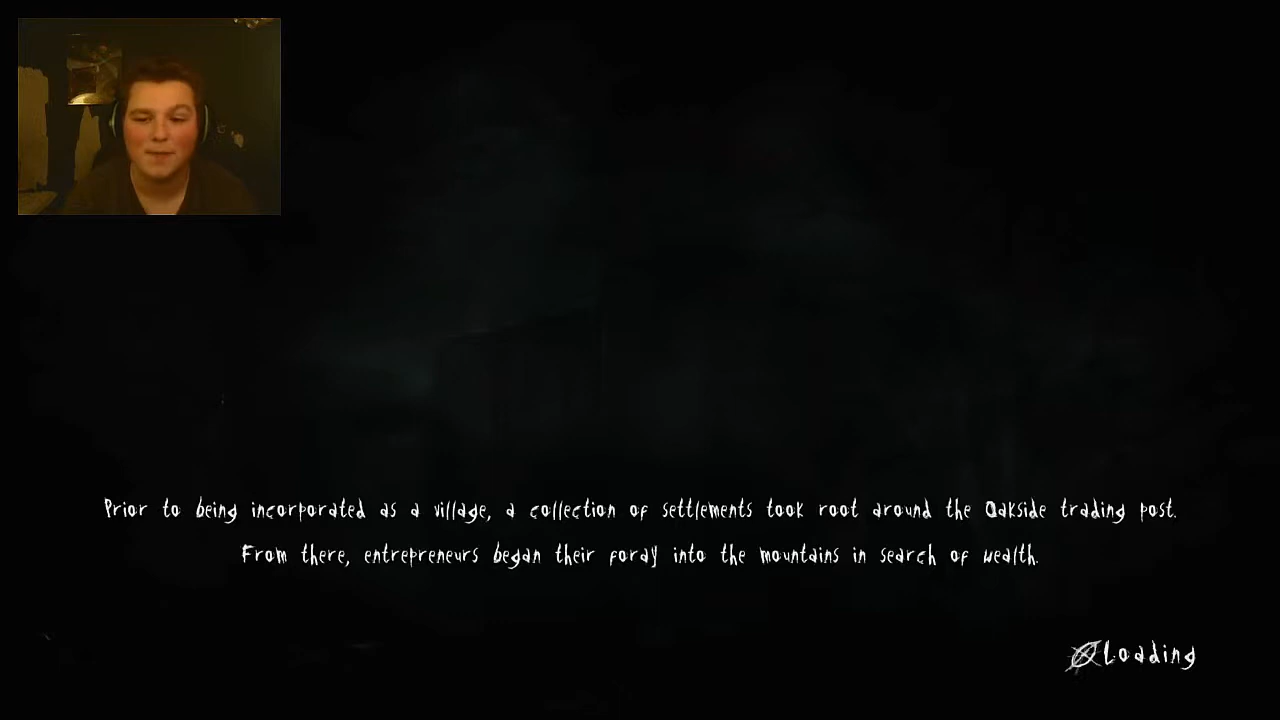 Prior to being incorporated as a village, a collection of settlements took root around the Oakside trading post.
From there, entrepreneurs began their foray into the mountains in search of wealth.
Loading